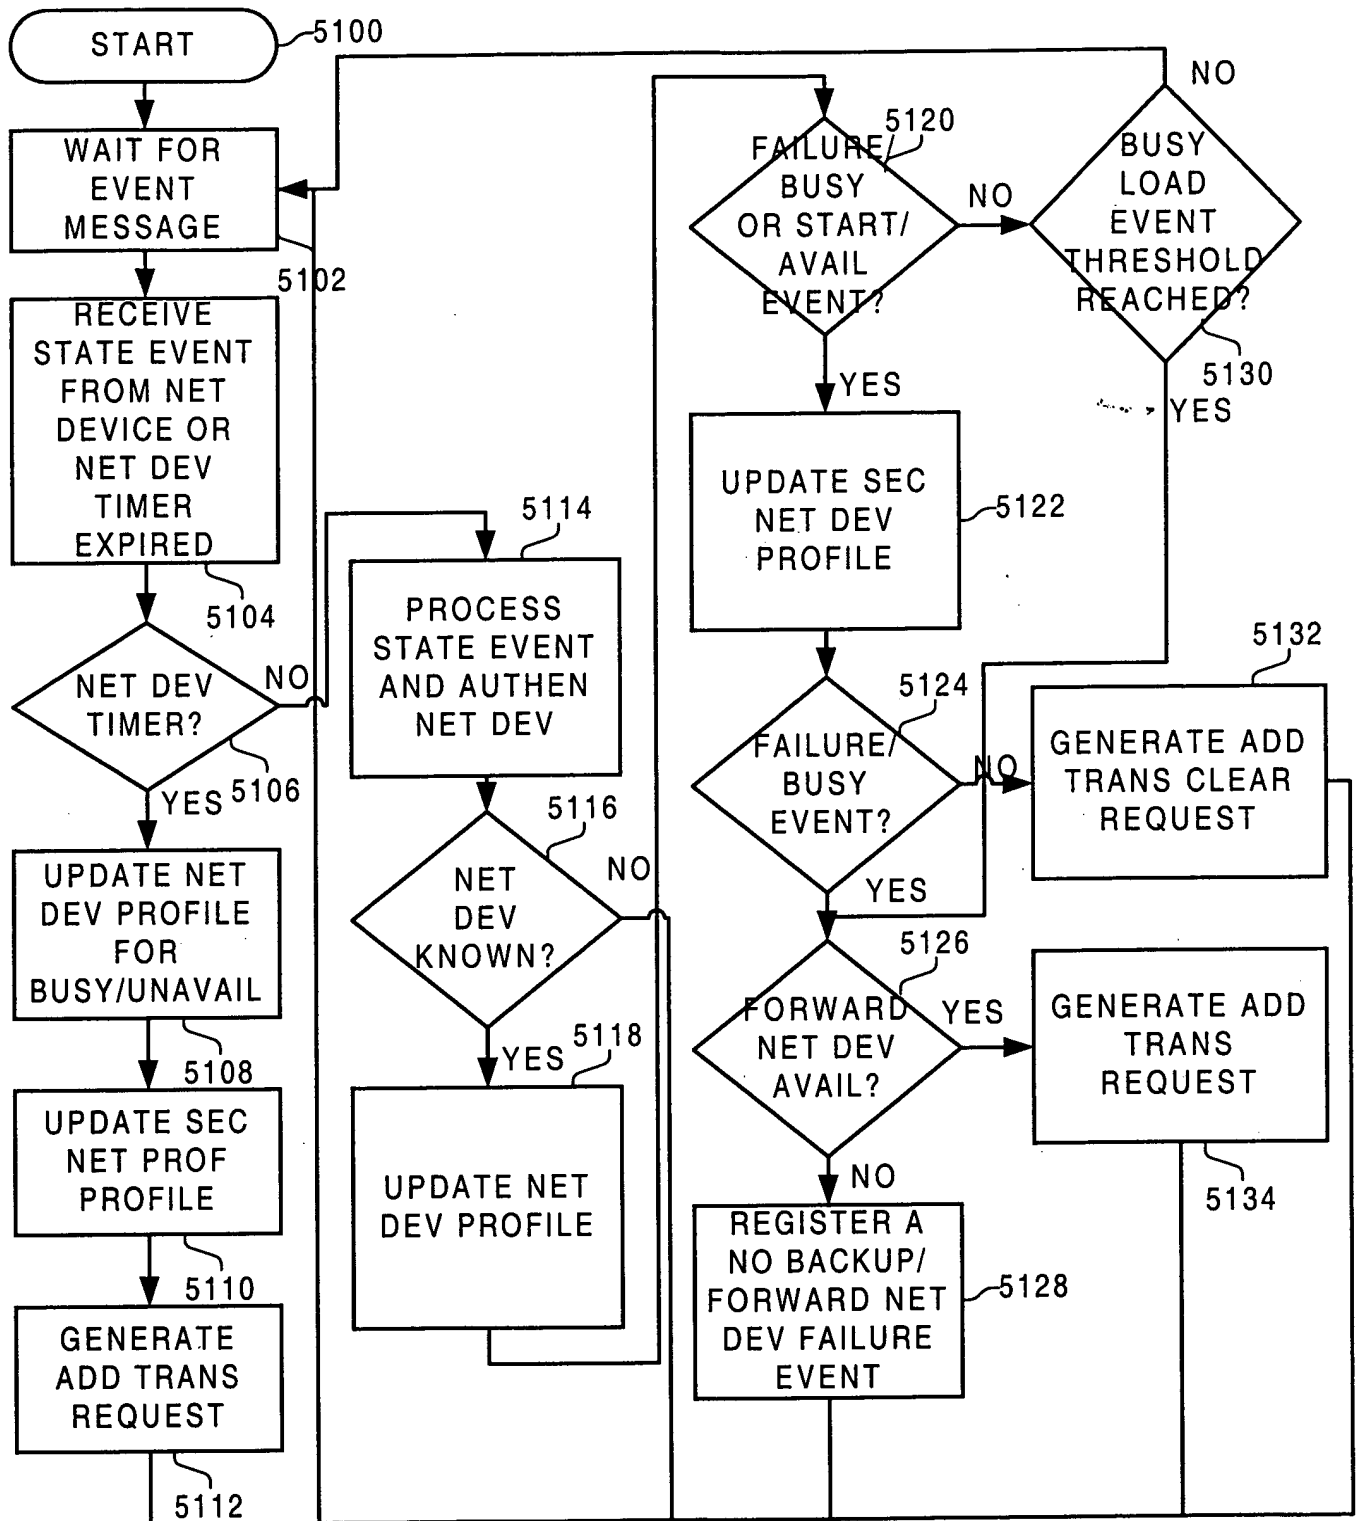 START
5100
WAIT FOR
EVENT
MESSAGE
5102
RECEIVE
STATE EVENT
FROM NET
DEVICE OR
NET DEV
TIMER
EXPIRED
5104
NET DEV
TIMER?
NO
5106
YES
UPDATE NET
DEV PROFILE
FOR
BUSY/UNAVAIL
5108
UPDATE SEC
NET PROF
PROFILE
5110
GENERATE
ADD TRANS
REQUEST
5112
5114
PROCESS
STATE EVENT
AND AUTHEN
NET DEV
5116
NET
DEV
KNOWN?
NO
YES
5118
UPDATE NET
DEV PROFILE
5120
FAILURE/
BUSY
OR START/
AVAIL
EVENT?
NO
YES
UPDATE SEC
NET DEV
PROFILE
5122
5124
FAILURE/
BUSY
EVENT?
NO
YES
5126
FORWARD
NET DEV
AVAIL?
YES
NO
REGISTER A
NO BACKUP/
FORWARD NET
DEV FAILURE
EVENT
5128
NO
BUSY
LOAD
EVENT
THRESHOLD
REACHED?
5130
YES
5132
GENERATE ADD
TRANS CLEAR
REQUEST
GENERATE ADD
TRANS
REQUEST
5134